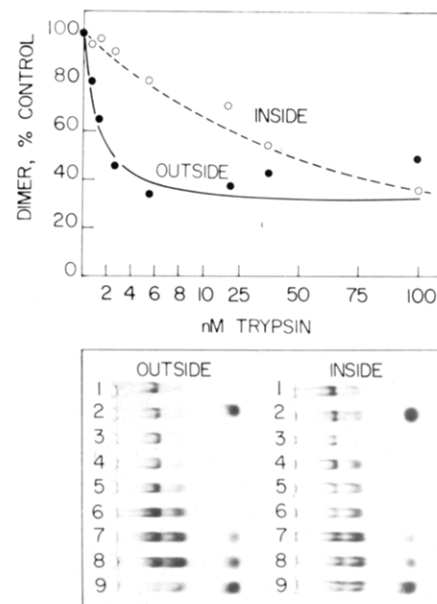 100
80
60
40
20
0
DIMER, % CONTROL
INSIDE
OUTSIDE
2 4 6 8 10 25 50 75 100
nM TRYPSIN
OUTSIDE INSIDE
1 1
2 2
3 3
4 4
5 5
6 6
7 7
8 8
9 9